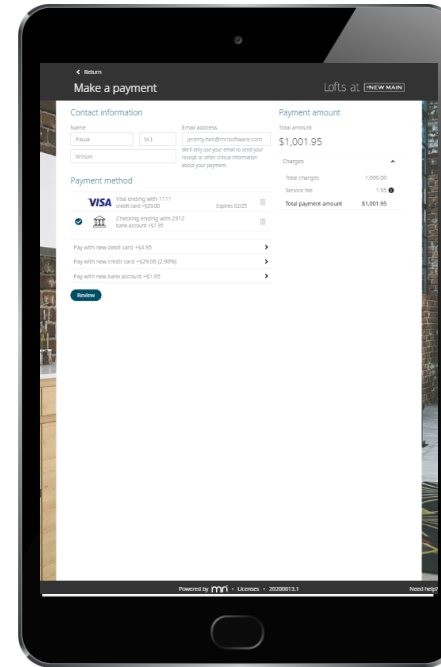 Return
Make a payment
Lofts at NEW MAIN
Contact information
Name
Paula
M.I.
Wilson
Email address
jeremy.neti@mrisoftware.com
We'll only use your email to send your
receipt or other critical information
about your payment.
Payment method
VISA
Visa ending with 1111
credit card +$29.00
Expires 02/25
Checking ending with 2312
bank account +$1.95
Pay with new debit card +$4.95
Pay with new credit card +$29.00 (2.90%)
Pay with new bank account +$1.95
Review
Payment amount
Total amount
$1,001.95
Charges
Total charges 1,000.00
Service fee 1.95
Total payment amount $1,001.95
Powered by mri • Licenses • 20200813.1
Need help?